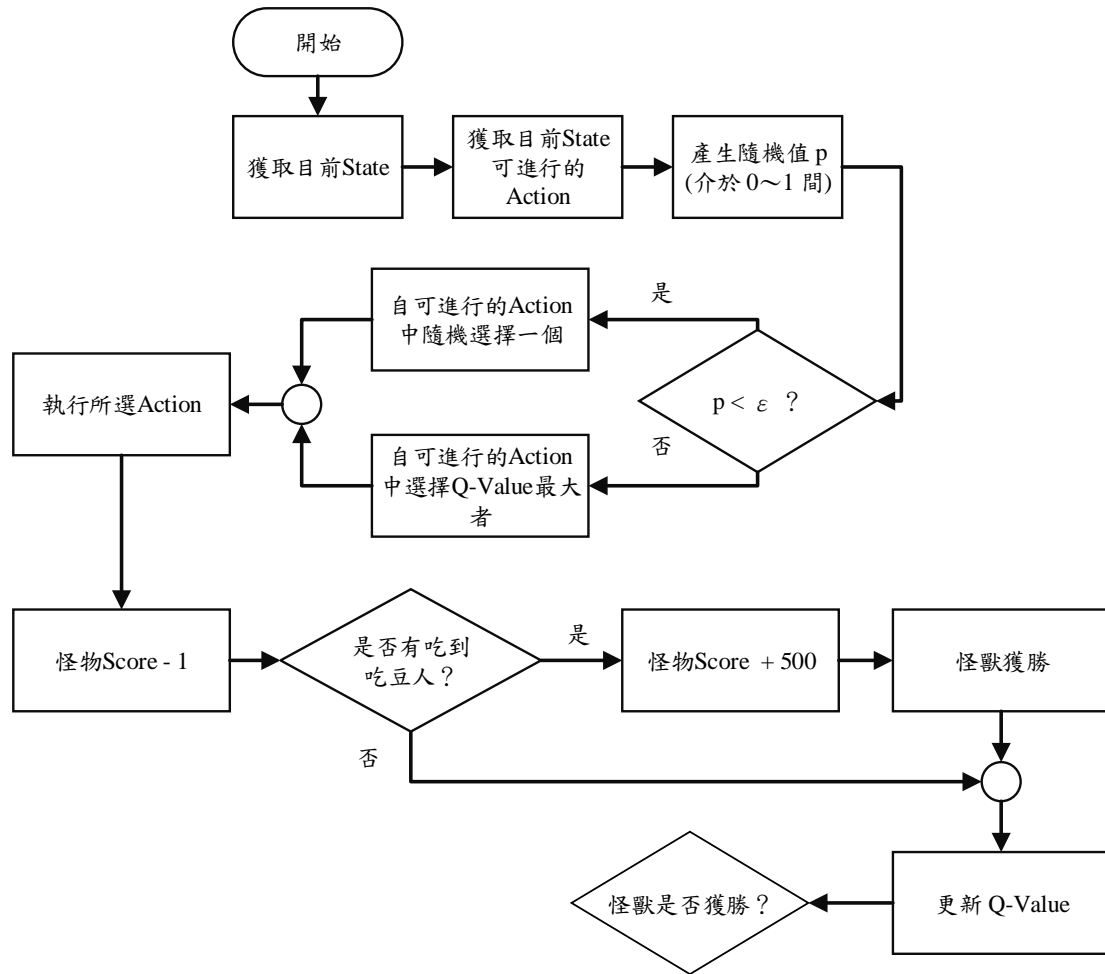 開始
獲取目前State
獲取目前State
可進行的
Action
產生隨機值 p
(介於 0～1 間)
是
自可進行的Action
中隨機選擇一個
執行所選Action
p < ε ？
否
自可進行的Action
中選擇Q-Value最大
者
怪物Score - 1
是否有吃到
吃豆人？
是
怪物Score + 500
怪獸獲勝
否
怪獸是否獲勝？
更新 Q-Value